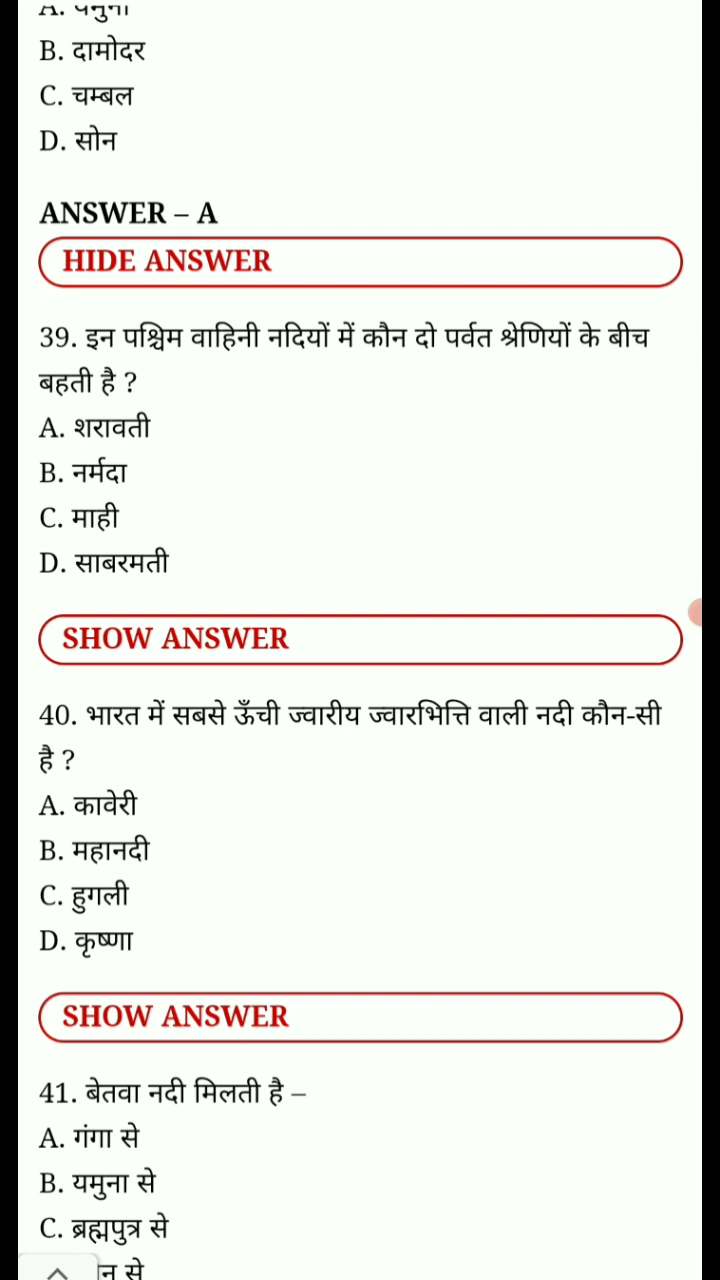 A. यमुना
B. दामोदर
C. चम्बल
D. सोन
ANSWER – A
HIDE ANSWER
39. इन पश्चिम वाहिनी नदियों में कौन दो पर्वत श्रेणियों के बीच
बहती है ?
A. शरावती
B. नर्मदा
C. माही
D. साबरमती
SHOW ANSWER
40. भारत में सबसे ऊँची ज्वारीय ज्वारभित्ति वाली नदी कौन-सी
है ?
A. कावेरी
B. महानदी
C. हुगली
D. कृष्णा
SHOW ANSWER
41. बेतवा नदी मिलती है –
A. गंगा से
B. यमुना से
C. ब्रह्मपुत्र से
से